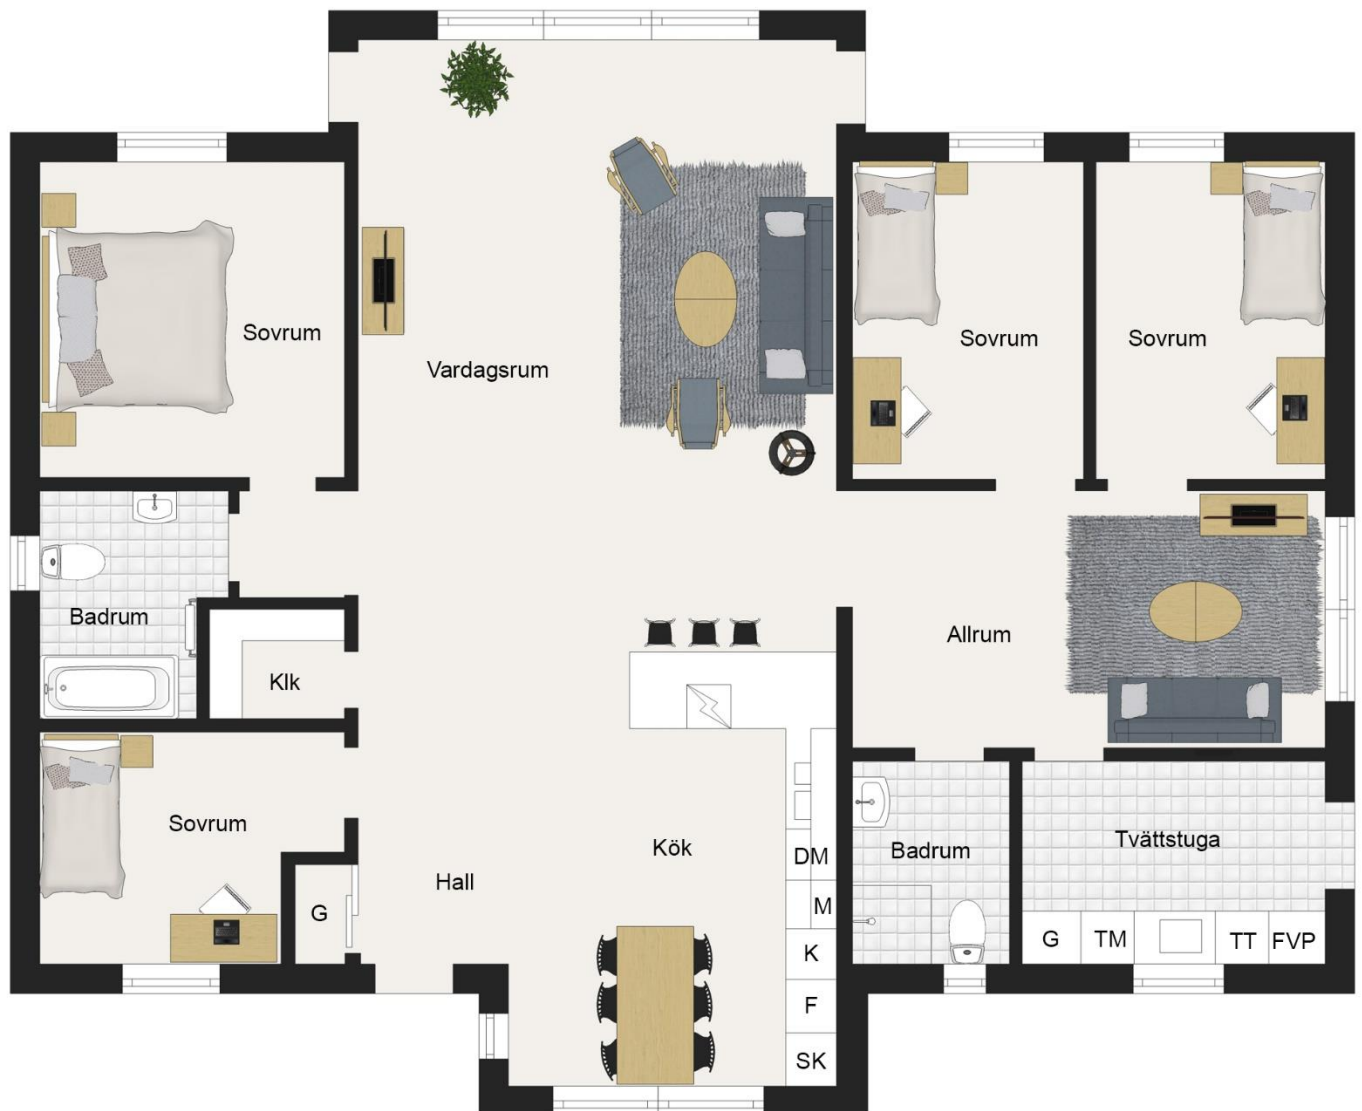 Sovrum
Vardagsrum
Sovrum
Sovrum
Badrum
Klk
Allrum
Sovrum
Hall
G
Kök
DM
M
K
F
SK
Badrum
Tvättstuga
G
TM
TT
FVP